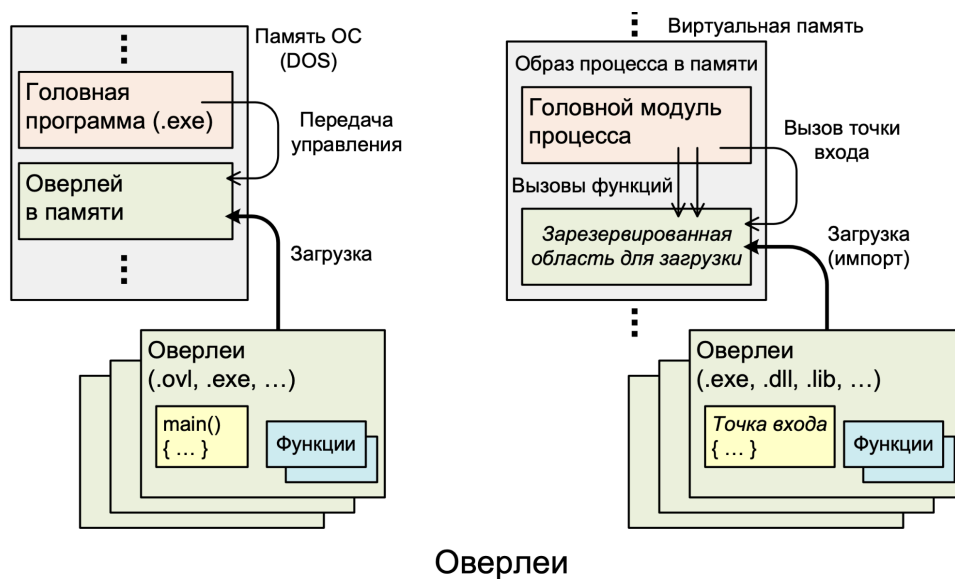 Память ОС
(DOS)
Головная
программа (.exe)
Передача
управления
Оверлей
в памяти
Загрузка
Оверлеи
(.ovl, .exe, …)
main()
{ … }
Функции
Виртуальная память
Образ процесса в памяти
Головной модуль
процесса
Вызов точки
входа
Вызовы функций
Зарезервированная
область для загрузки
Загрузка
(импорт)
Оверлеи
(.exe, .dll, .lib, …)
Точка входа
{ … }
Функции
Оверлеи